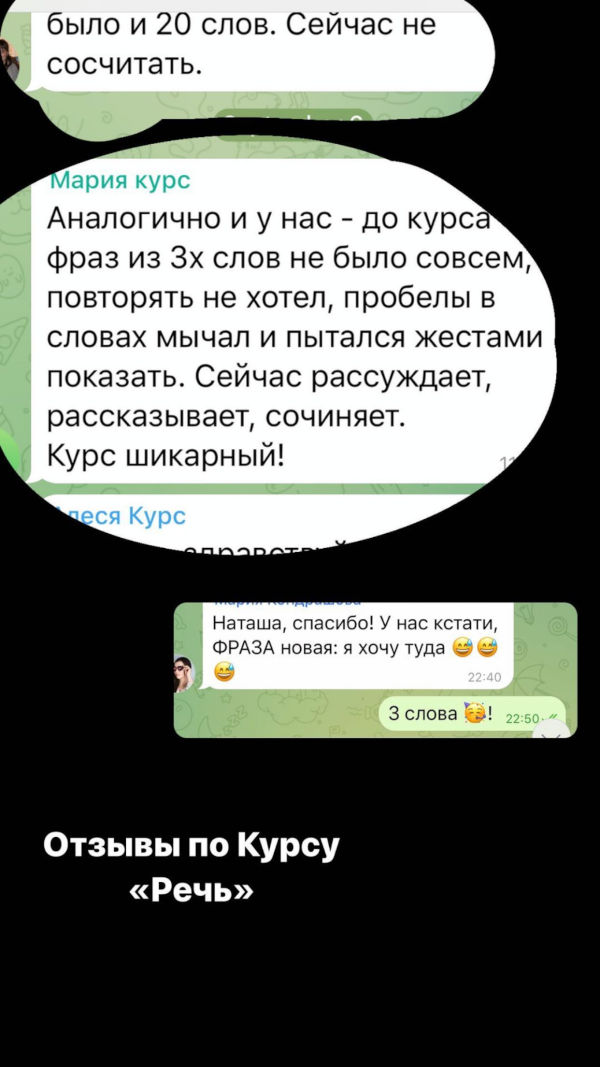 было и 20 слов. Сейчас не
сосчитать.
Мария курс
Аналогично и у нас - до курса
фраз из 3х слов не было совсем,
повторять не хотел, пробелы в
словах мычал и пытался жестами
показать. Сейчас рассуждает,
рассказывает, сочиняет.
Курс шикарный!
Курс
Наташа, спасибо! У нас кстати,
ФРАЗА новая: я хочу туда 😅😅
😅
22:40
3 слова 🥳! 22:50
Отзывы по Курсу
«Речь»